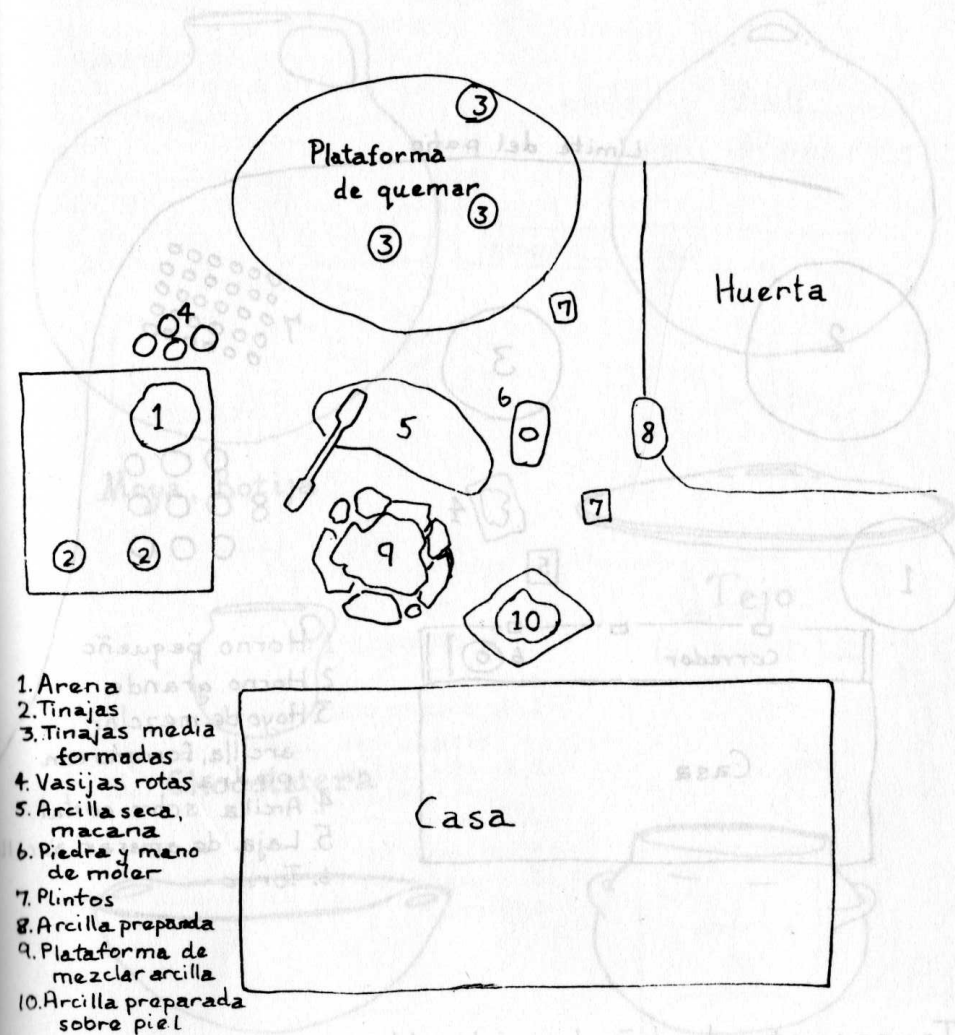 3
Plataforma
de quemar
3
3
Huerta
7
4
1
5
6
8
7
2
2
9
10
1. Arena
2. Tinajas
3. Tinajas media
formadas
4. Vasijas rotas
5. Arcilla seca,
macana
6. Piedra y mano
de moler
7. Plintos
8. Arcilla preparada
9. Plataforma de
mezclar arcilla
10. Arcilla preparada
sobre piel
Casa